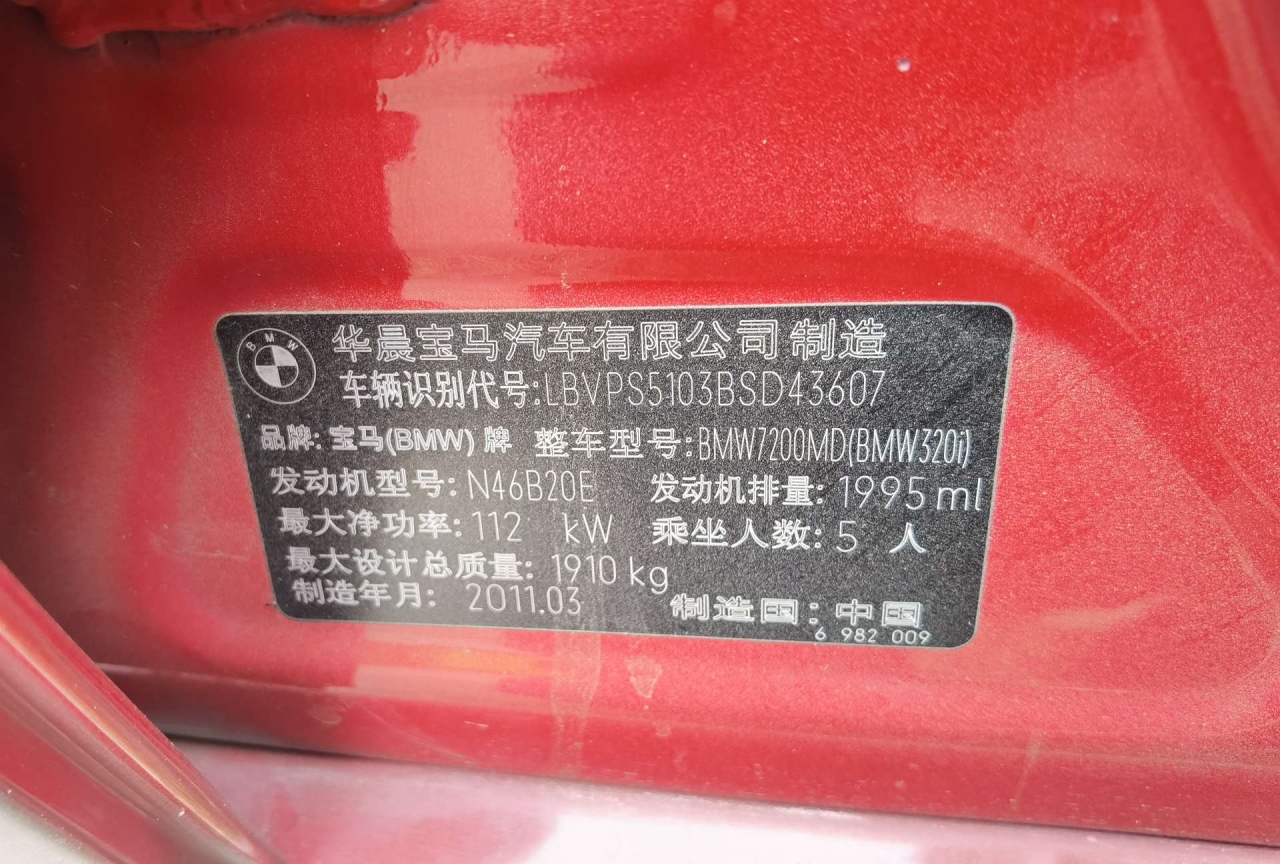 BMW
华晨宝马汽车有限公司 制造
车辆识别代号:LBVPS5103BSD43607
品牌: 宝马(BMW) 牌 整车型号:BMW7200MD(BMW320i)
发动机型号: N46B20E 发动机排量: 1995 ml
最大净功率: 112 kW 乘坐人数: 5 人
最大设计总质量: 1910 kg
制造年月: 2011.03 制造国: 中国
6 982 009